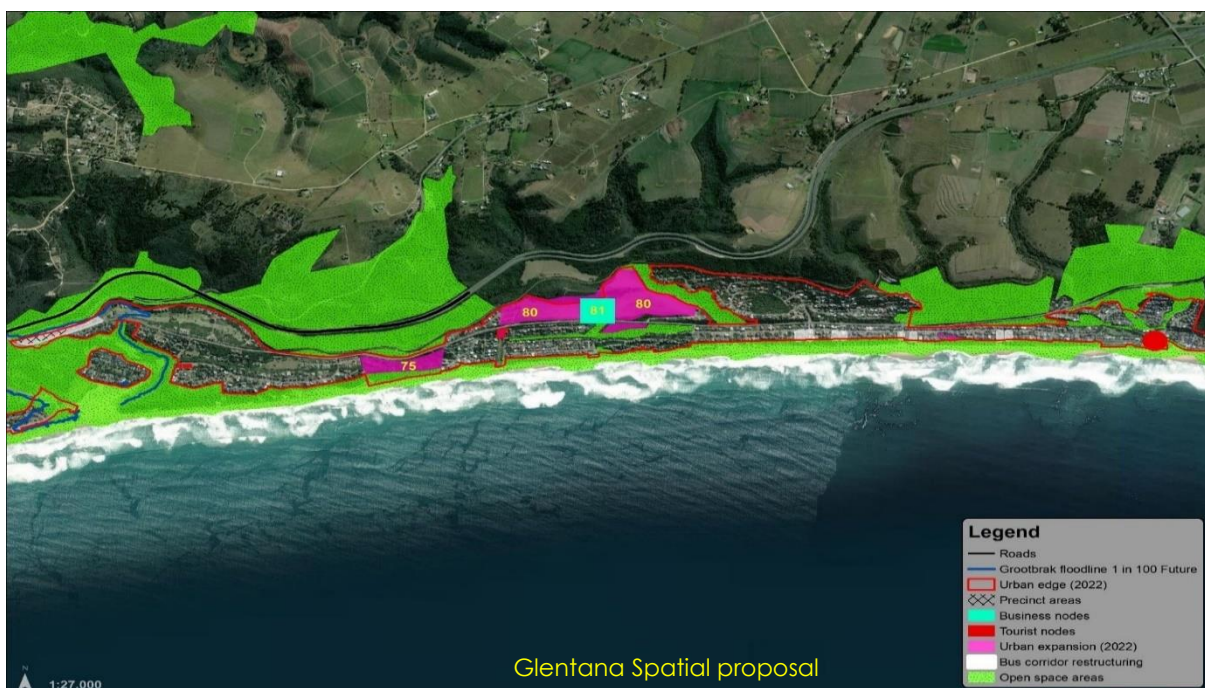 80
81
80
75
Legend
Roads
Grootbrak floodline 1 in 100 Future
Urban edge (2022)
Precinct areas
Business nodes
Tourist nodes
Urban expansion (2022)
Bus corridor restructuring
Open space areas
Glentana Spatial proposal
N
1:27,000